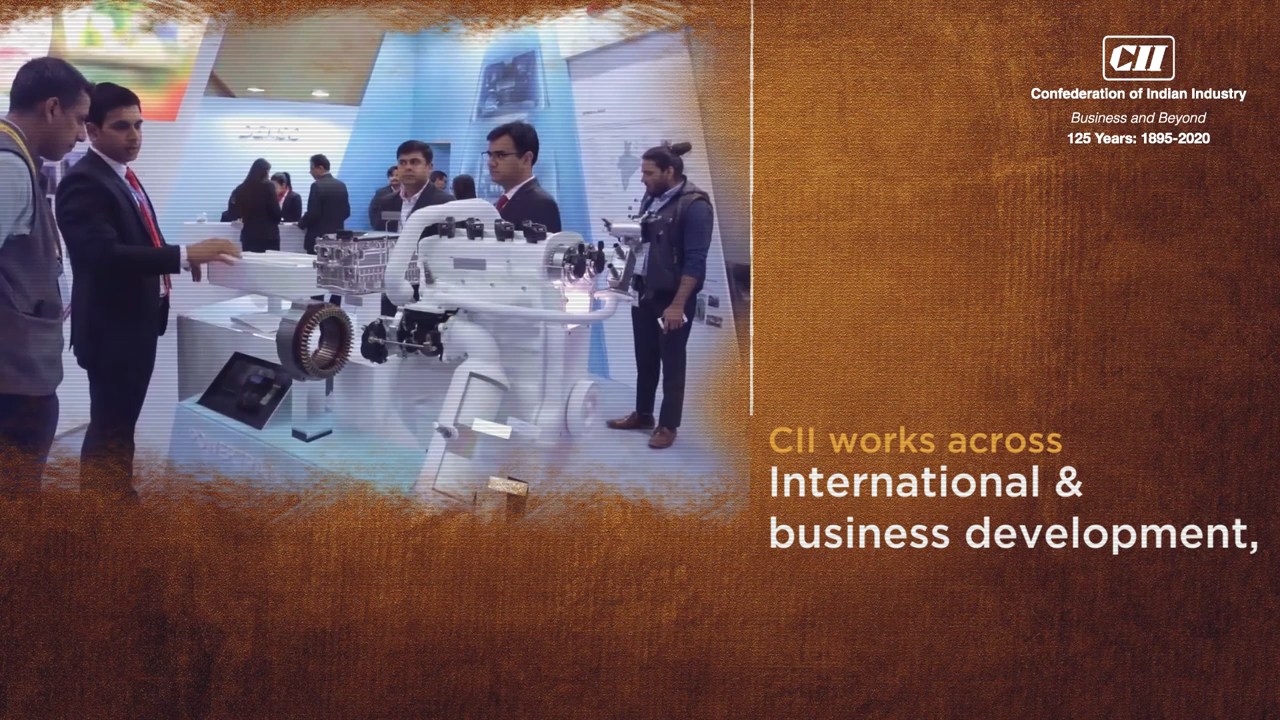 CII
Confederation of Indian Industry
Business and Beyond
125 Years: 1895-2020
CII works across
International &
business development,